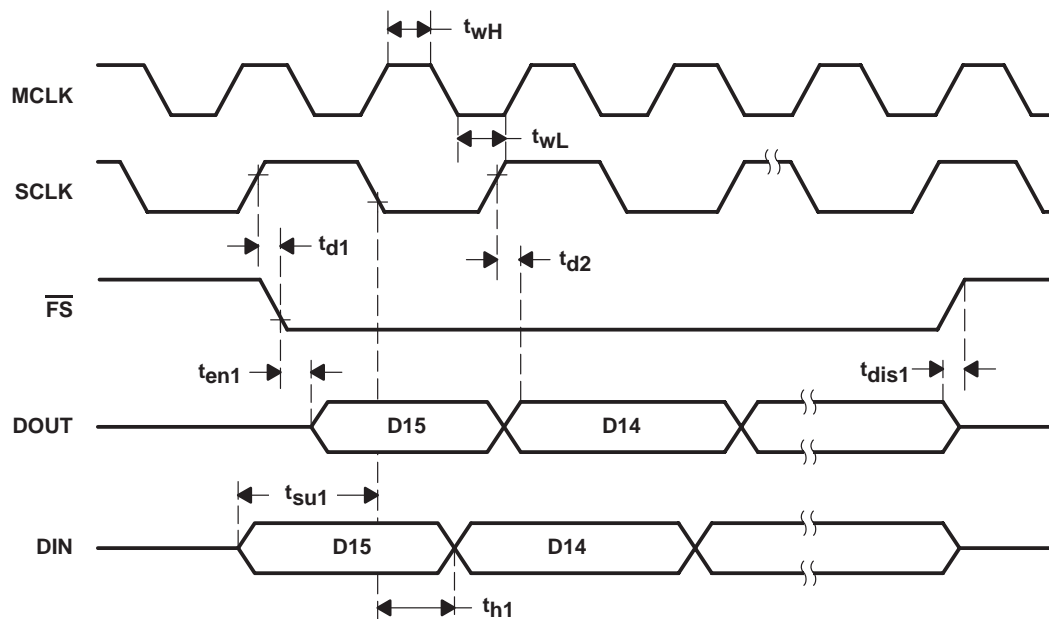 twH
MCLK
twL
SCLK
td1
td2
FS
ten1
tdis1
DOUT
D15
D14
tsu1
DIN
D15
D14
th1